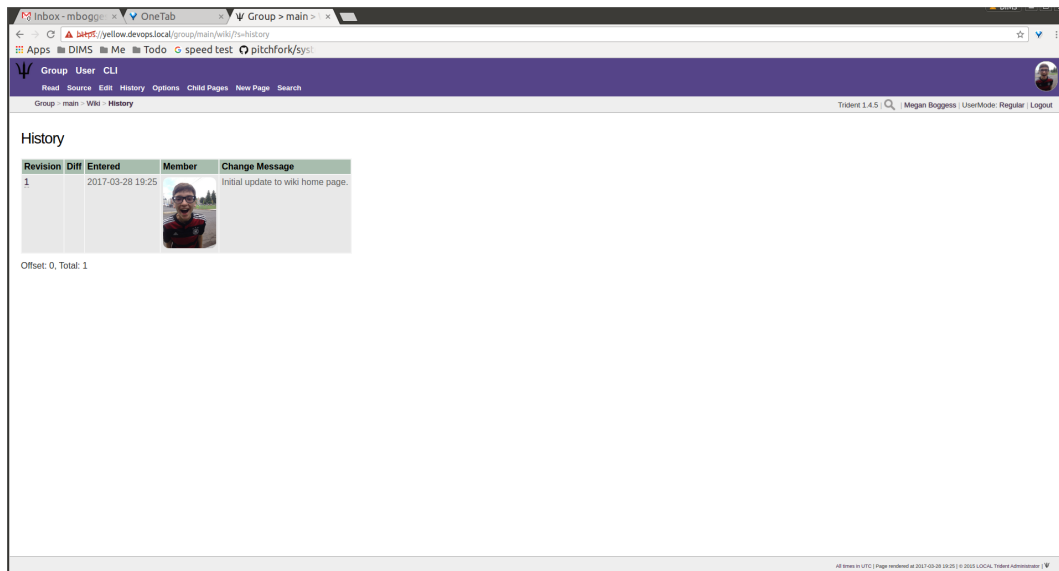 Inbox - mbogge
OneTab
Ψ Group > main >
https://yellow.devops.local/group/main/wiki/?s=history
Apps DIMS Me Todo G speed test pitchfork/syst
Ψ Group User CLI
Read Source Edit History Options Child Pages New Page Search
Group > main > Wiki > History
Trident 1.4.5 | | Megan Boggess | UserMode: Regular | Logout
History
Revision Diff Entered Member Change Message
1 2017-03-28 19:25 Initial update to wiki home page.
Offset: 0, Total: 1
All times in UTC | Page rendered at 2017-03-28 19:25 | © 2015 LOCAL Trident Administrator | Ψ